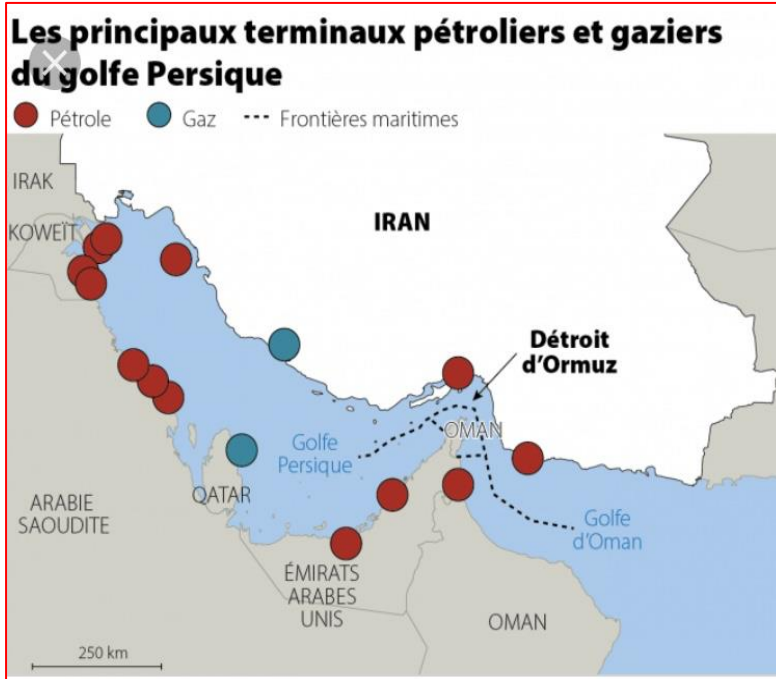 Les principaux terminaux pétroliers et gaziers
du golfe Persique
Pétrole
Gaz
Frontières maritimes
IRAK
KOWEÏT
IRAN
Détroit
d'Ormuz
OMAN
Golfe
Persique
QATAR
ARABIE
SAOUDITE
Golfe
d'Oman
ÉMIRATS
ARABES
UNIS
OMAN
250 km